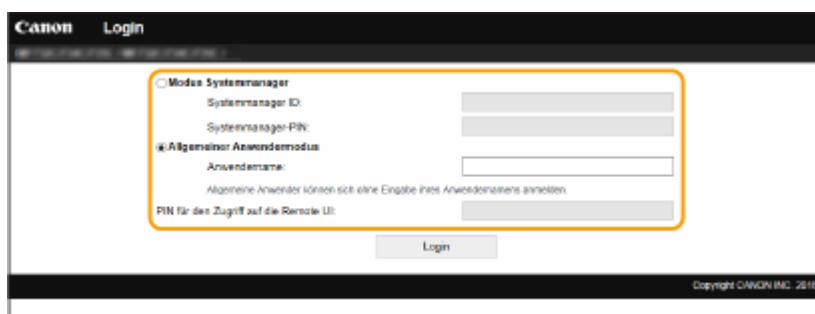 Canon Login
Modus Systemmanager
Systemmanager ID:
Systemmanager-PIN:
Allgemeiner Anwendermodus
Anwendername:
Allgemeine Anwender können sich ohne Eingabe ihres Anwendernamens anmelden.
PIN für den Zugriff auf die Remote UI:
Login
Copyright CANON INC. 2016